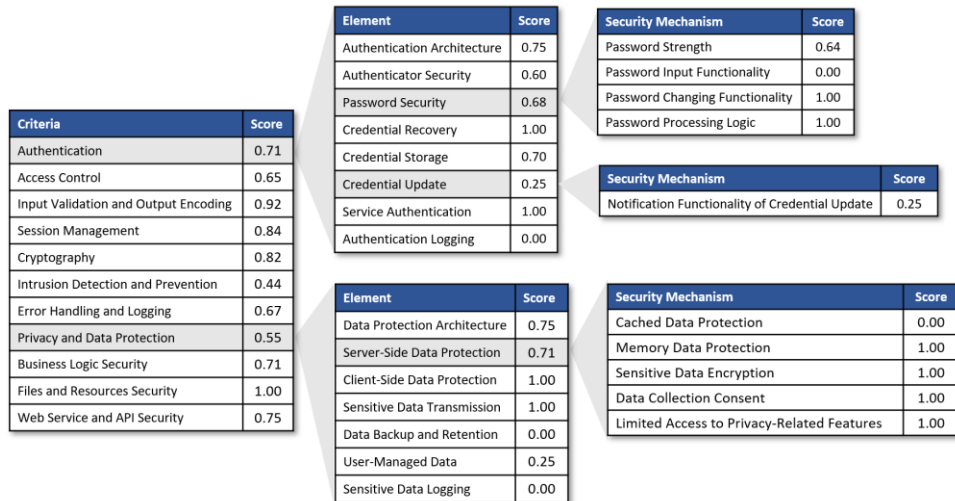 Criteria Score
Authentication 0.71
Access Control 0.65
Input Validation and Output Encoding 0.92
Session Management 0.84
Cryptography 0.82
Intrusion Detection and Prevention 0.44
Error Handling and Logging 0.67
Privacy and Data Protection 0.55
Business Logic Security 0.71
Files and Resources Security 1.00
Web Service and API Security 0.75
Element Score
Authentication Architecture 0.75
Authenticator Security 0.60
Password Security 0.68
Credential Recovery 1.00
Credential Storage 0.70
Credential Update 0.25
Service Authentication 1.00
Authentication Logging 0.00
Security Mechanism Score
Password Strength 0.64
Password Input Functionality 0.00
Password Changing Functionality 1.00
Password Processing Logic 1.00
Security Mechanism Score
Notification Functionality of Credential Update 0.25
Element Score
Data Protection Architecture 0.75
Server-Side Data Protection 0.71
Client-Side Data Protection 1.00
Sensitive Data Transmission 1.00
Data Backup and Retention 0.00
User-Managed Data 0.25
Sensitive Data Logging 0.00
Security Mechanism Score
Cached Data Protection 0.00
Memory Data Protection 1.00
Sensitive Data Encryption 1.00
Data Collection Consent 1.00
Limited Access to Privacy-Related Features 1.00